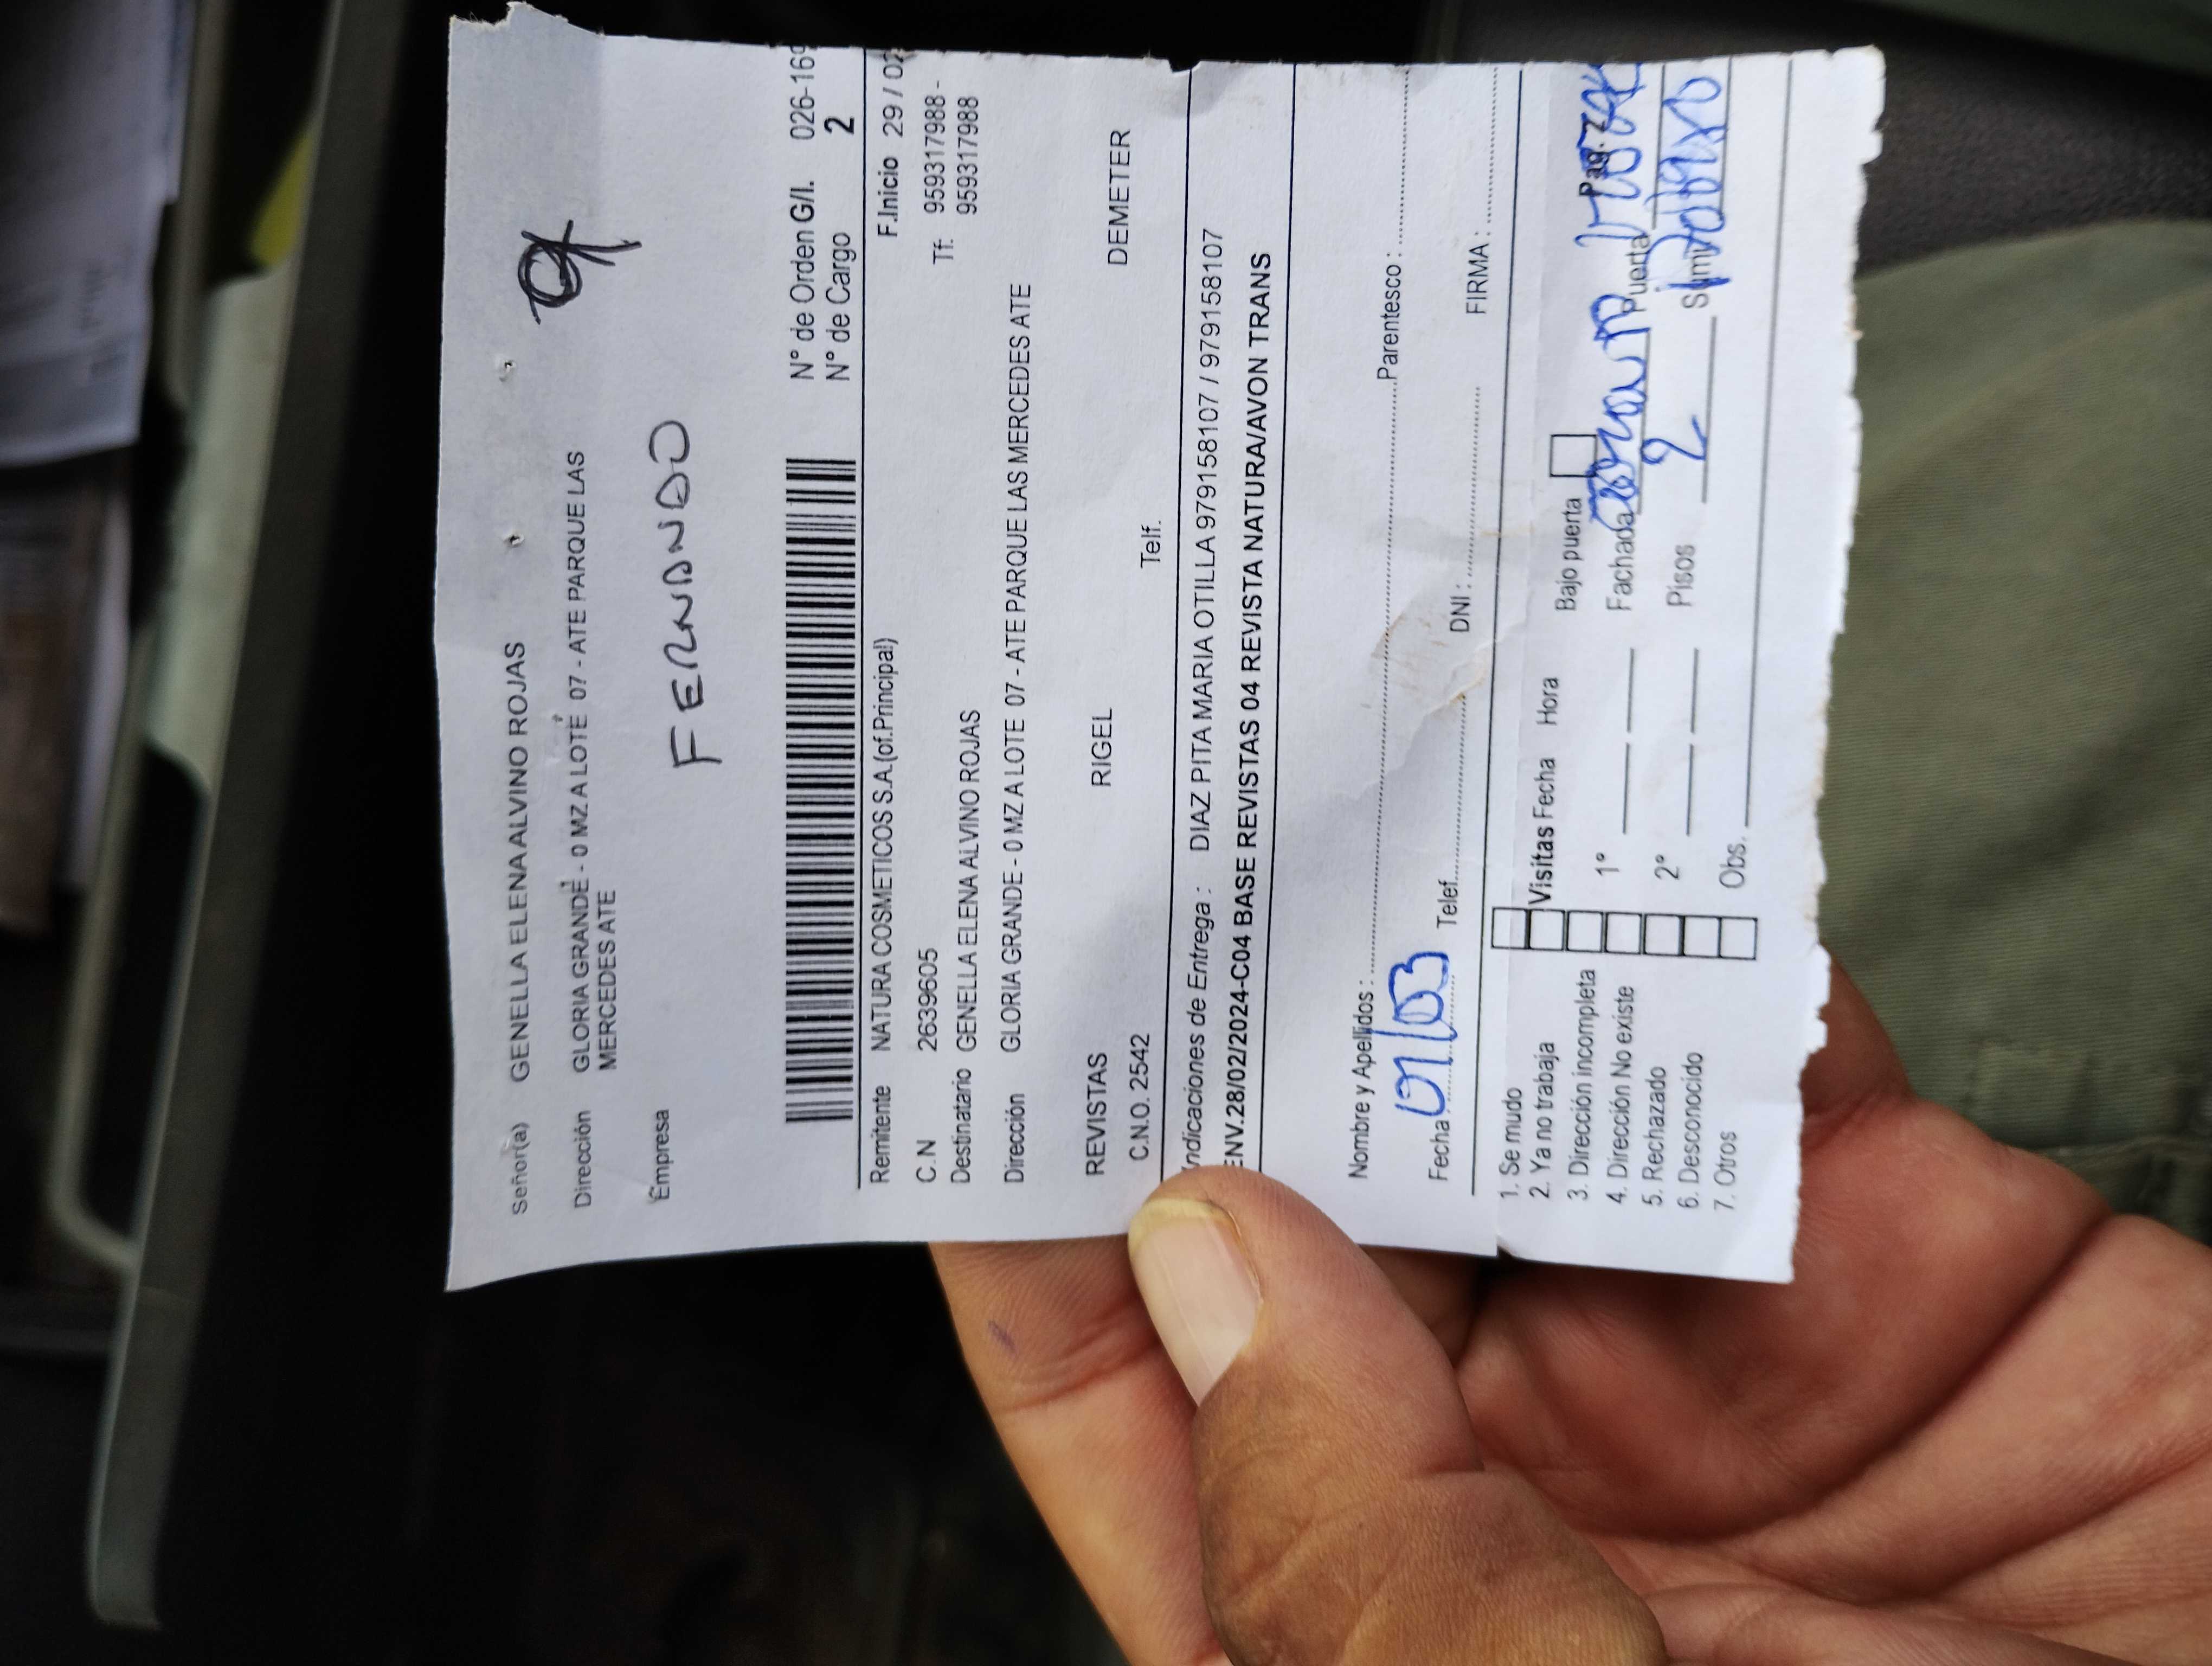 Señor(a) GENELLA ELENA ALVINO ROJAS
Dirección GLORIA GRANDE - 0 MZ A LOTE 07 - ATE PARQUE LAS
MERCEDES ATE
Empresa
FERNANDO
N° de Orden G/I. 026-169
N° de Cargo 2
Remitente NATURA COSMETICOS S.A.(of.Principal) F.Inicio 29 / 02
C.N 2639605 Tf: 959317988 -
959317988
Destinatario GENELLA ELENA ALVINO ROJAS
Dirección GLORIA GRANDE - 0 MZ A LOTE 07 - ATE PARQUE LAS MERCEDES ATE
REVISTAS RIGEL DEMETER
C.N.O. 2542 Telf.
Indicaciones de Entrega : DIAZ PITA MARIA OTILLA 979158107 / 979158107
ENV.28/02/2024-C04 BASE REVISTAS 04 REVISTA NATURA/AVON TRANS
Nombre y Apellidos : Parentesco :
Fecha 01/03 Telef. DNI : FIRMA :
1. Se mudo
2. Ya no trabaja Visitas Fecha Hora Bajo puerta Pag.
3. Dirección incompleta
4. Dirección No existe 1° Fachada Puerta
5. Rechazado
6. Desconocido 2° Pisos 2
7. Otros Obs.